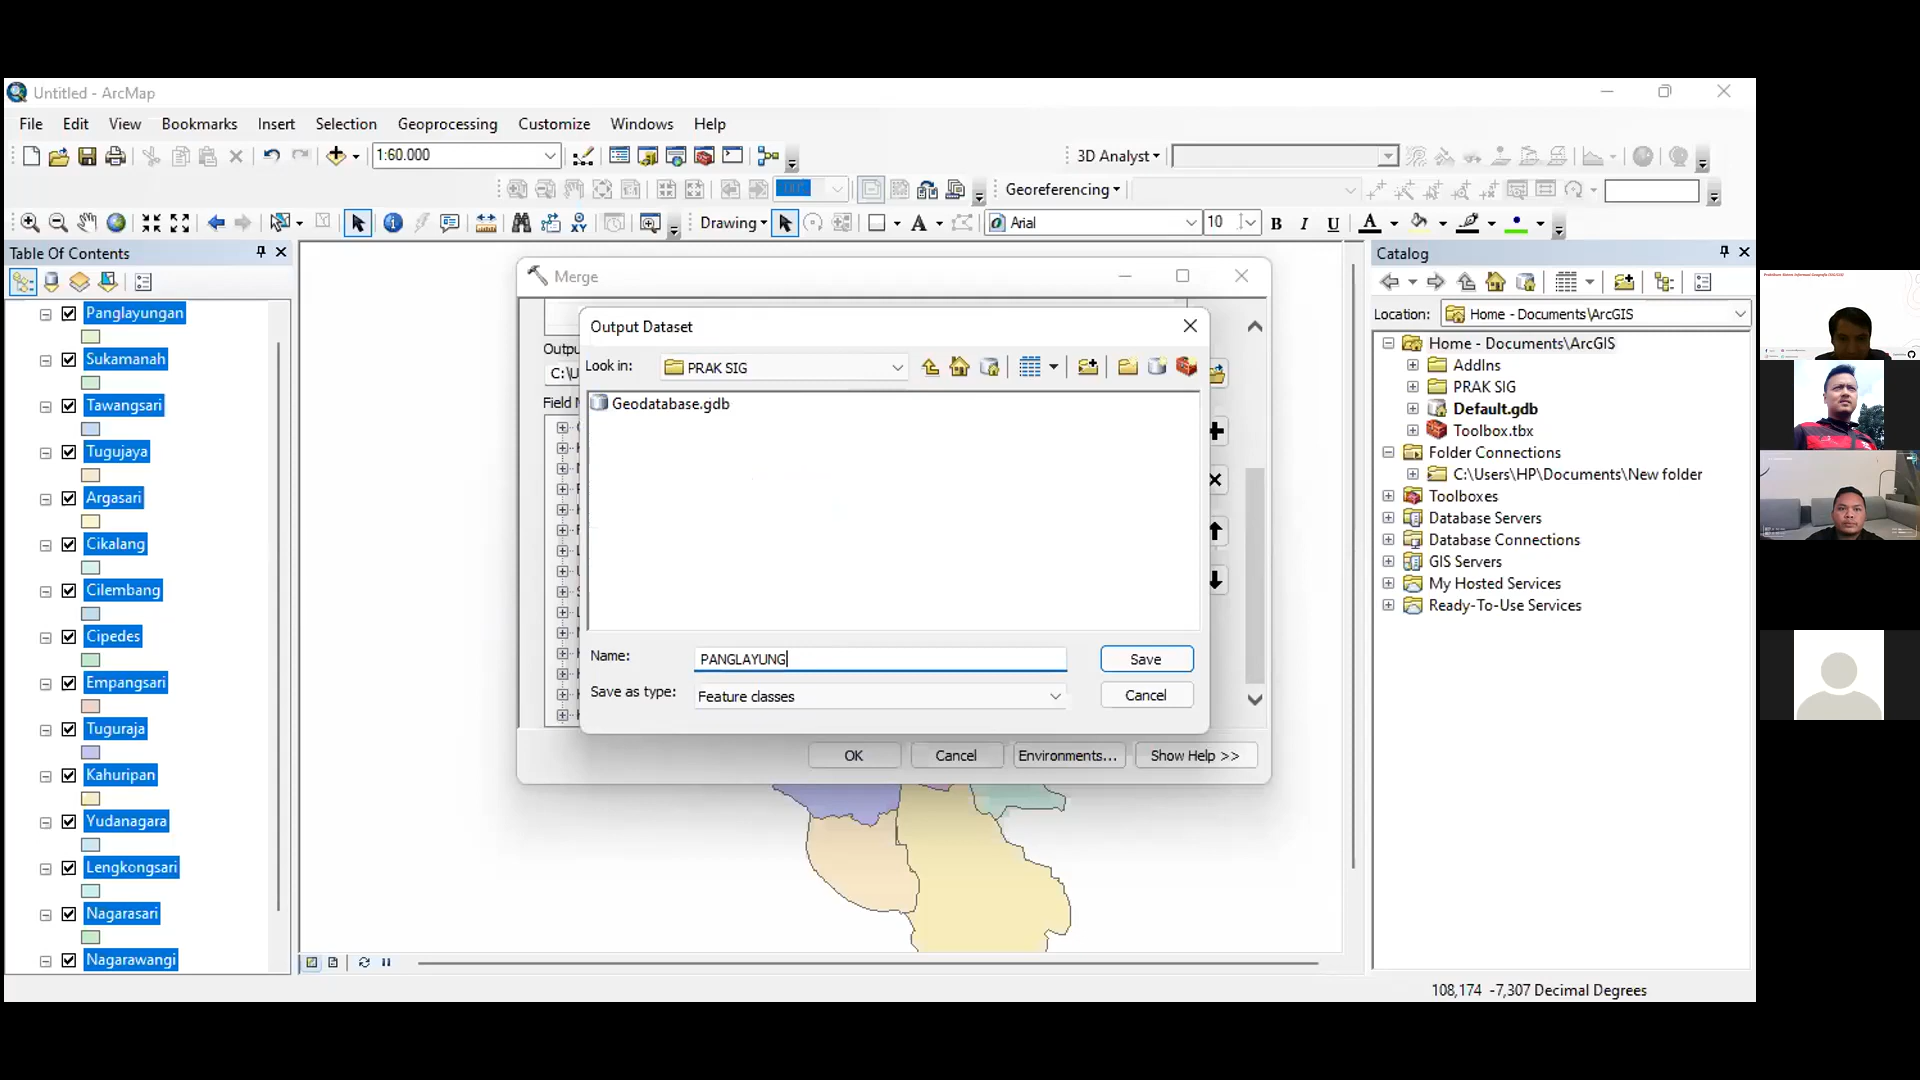 Untitled - ArcMap
File Edit View Bookmarks Insert Selection Geoprocessing Customize Windows Help
1:60.000
3D Analyst
Georeferencing
Drawing
A
Arial
10
B I U A
Table Of Contents
Panglayungan
Sukamanah
Tawangsari
Tugujaya
Argasari
Cikalang
Cilembang
Cipedes
Empangsari
Tuguraja
Kahuripan
Yudanagara
Lengkongsari
Nagarasari
Nagarawangi
Merge
Outpu
C:\U
Field M
Output Dataset
Look in: PRAK SIG
Geodatabase.gdb
Name: PANGLAYUNG
Save
Save as type: Feature classes
Cancel
OK Cancel Environments... Show Help >>
Catalog
Location: Home - Documents\ArcGIS
Home - Documents\ArcGIS
AddIns
PRAK SIG
Default.gdb
Toolbox.tbx
Folder Connections
C:\Users\HP\Documents\New folder
Toolboxes
Database Servers
Database Connections
GIS Servers
My Hosted Services
Ready-To-Use Services
108,174 -7,307 Decimal Degrees